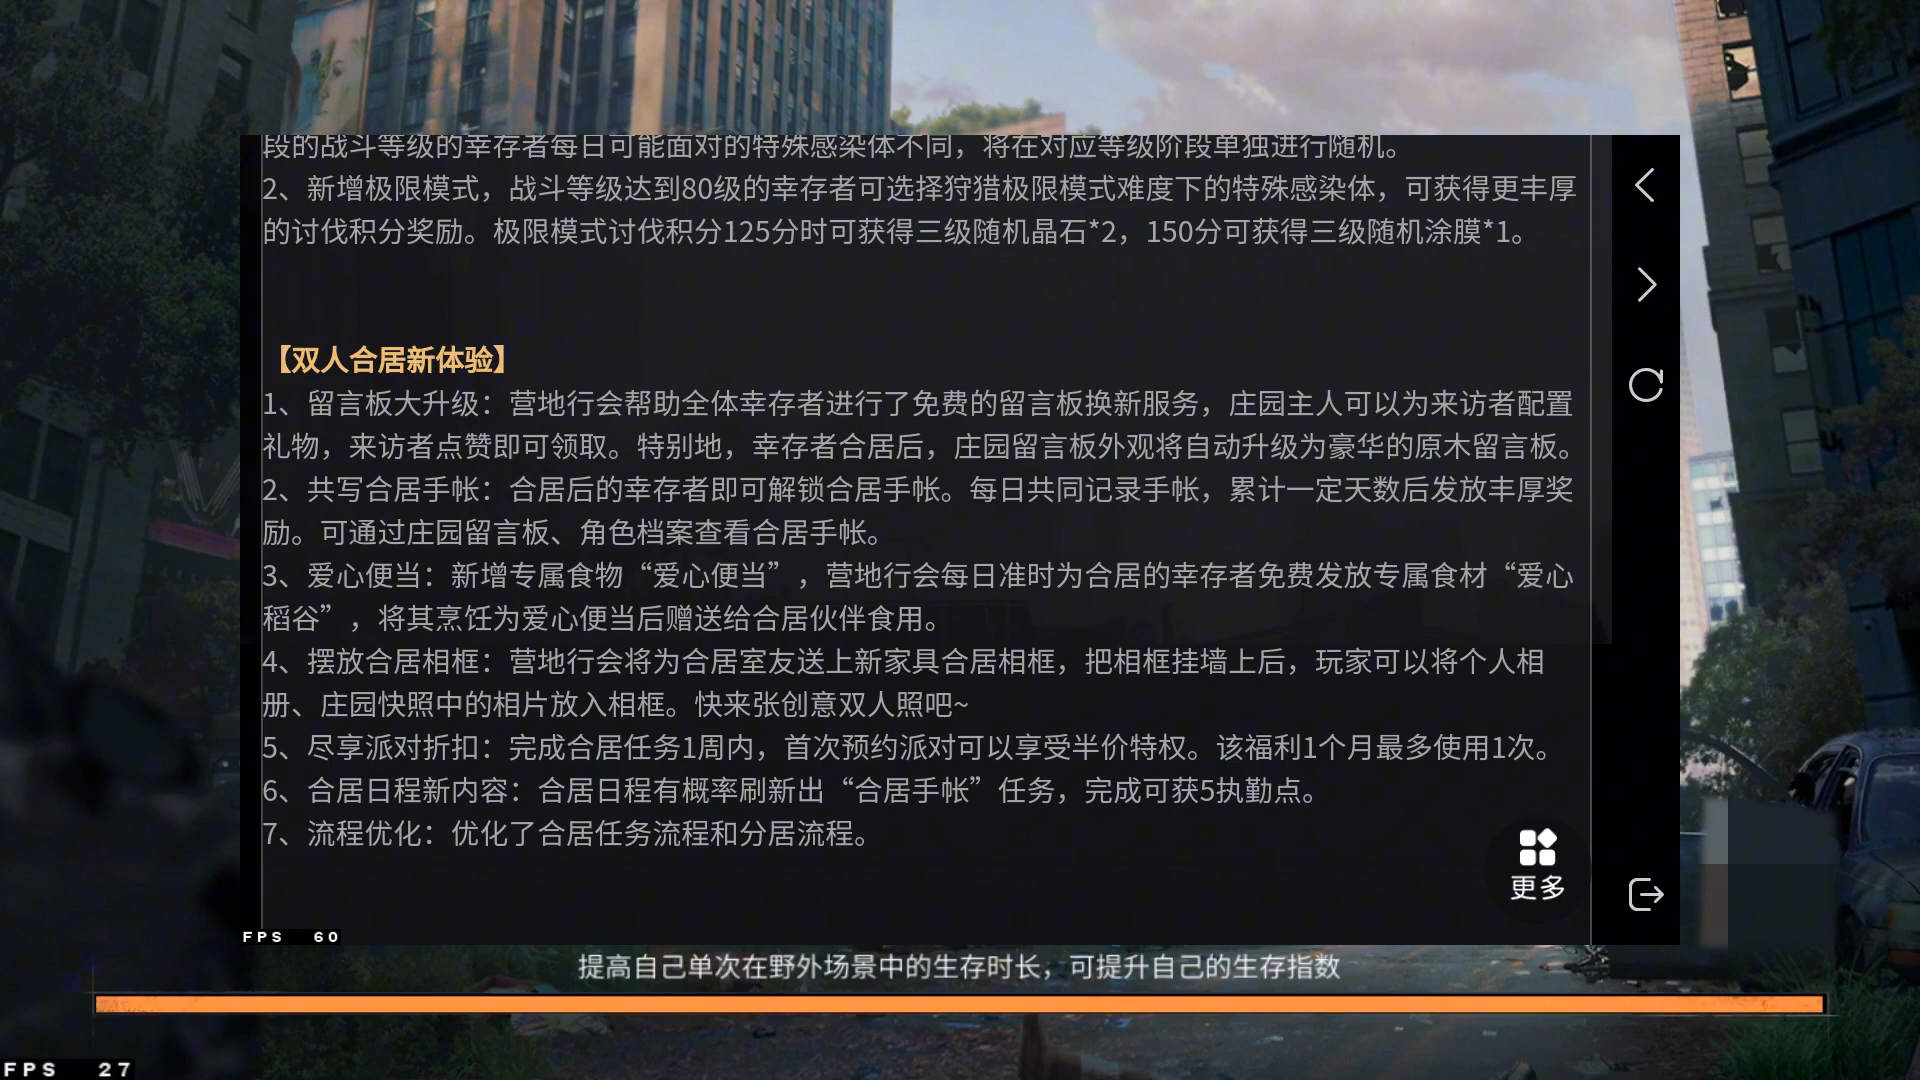 段的战斗等级的幸存者每日可能面对的特殊感染体不同，将在对应等级阶段单独进行随机。
2、新增极限模式，战斗等级达到80级的幸存者可选择狩猎极限模式难度下的特殊感染体，可获得更丰厚
的讨伐积分奖励。极限模式讨伐积分125分时可获得三级随机晶石*2，150分可获得三级随机涂膜*1。
【双人合居新体验】
1、留言板大升级：营地行会帮助全体幸存者进行了免费的留言板换新服务，庄园主人可以为来访者配置
礼物，来访者点赞即可领取。特别地，幸存者合居后，庄园留言板外观将自动升级为豪华的原木留言板。
2、共写合居手帐：合居后的幸存者即可解锁合居手帐。每日共同记录手帐，累计一定天数后发放丰厚奖
励。可通过庄园留言板、角色档案查看合居手帐。
3、爱心便当：新增专属食物“爱心便当”，营地行会每日准时为合居的幸存者免费发放专属食材“爱心
稻谷”，将其烹饪为爱心便当后赠送给合居伙伴食用。
4、摆放合居相框：营地行会将为合居室友送上新家具合居相框，把相框挂墙上后，玩家可以将个人相
册、庄园快照中的相片放入相框。快来张创意双人照吧~
5、尽享派对折扣：完成合居任务1周内，首次预约派对可以享受半价特权。该福利1个月最多使用1次。
6、合居日程新内容：合居日程有概率刷新出“合居手帐”任务，完成可获5执勤点。
7、流程优化：优化了合居任务流程和分居流程。
更多
FPS 60
提高自己单次在野外场景中的生存时长，可提升自己的生存指数
FPS 27